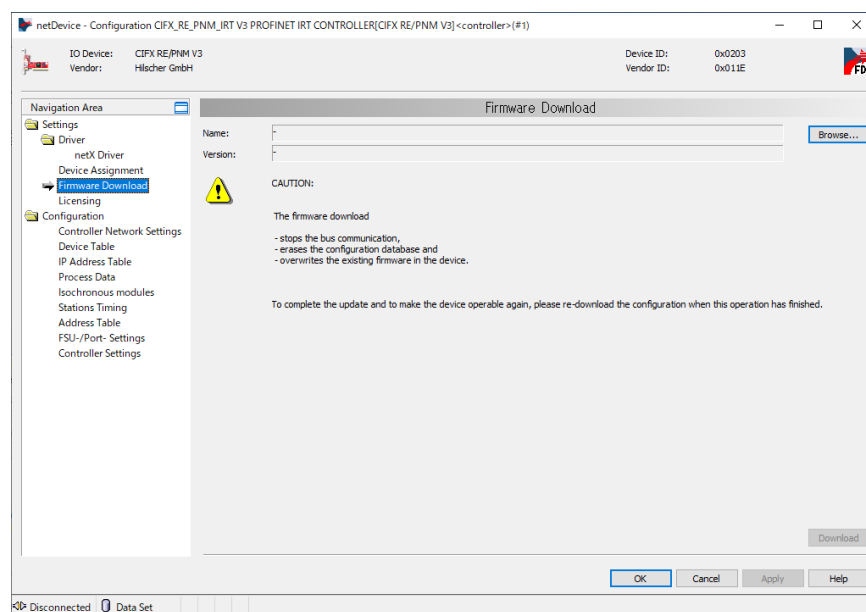 netDevice - Configuration CIFX_RE_PNM_IRT V3 PROFINET IRT CONTROLLER[CIFX RE/PNM V3]<controller>(#1)
IO Device: CIFX RE/PNM V3
Vendor: Hilscher GmbH
Device ID: 0x0203
Vendor ID: 0x011E
FD
Navigation Area
Settings
Driver
netX Driver
Device Assignment
Firmware Download
Licensing
Configuration
Controller Network Settings
Device Table
IP Address Table
Process Data
Isochronous modules
Stations Timing
Address Table
FSU-/Port- Settings
Controller Settings
Firmware Download
Name: -
Browse...
Version: -
CAUTION:
The firmware download
- stops the bus communication,
- erases the configuration database and
- overwrites the existing firmware in the device.
To complete the update and to make the device operable again, please re-download the configuration when this operation has finished.
Download
OK Cancel Apply Help
Disconnected Data Set